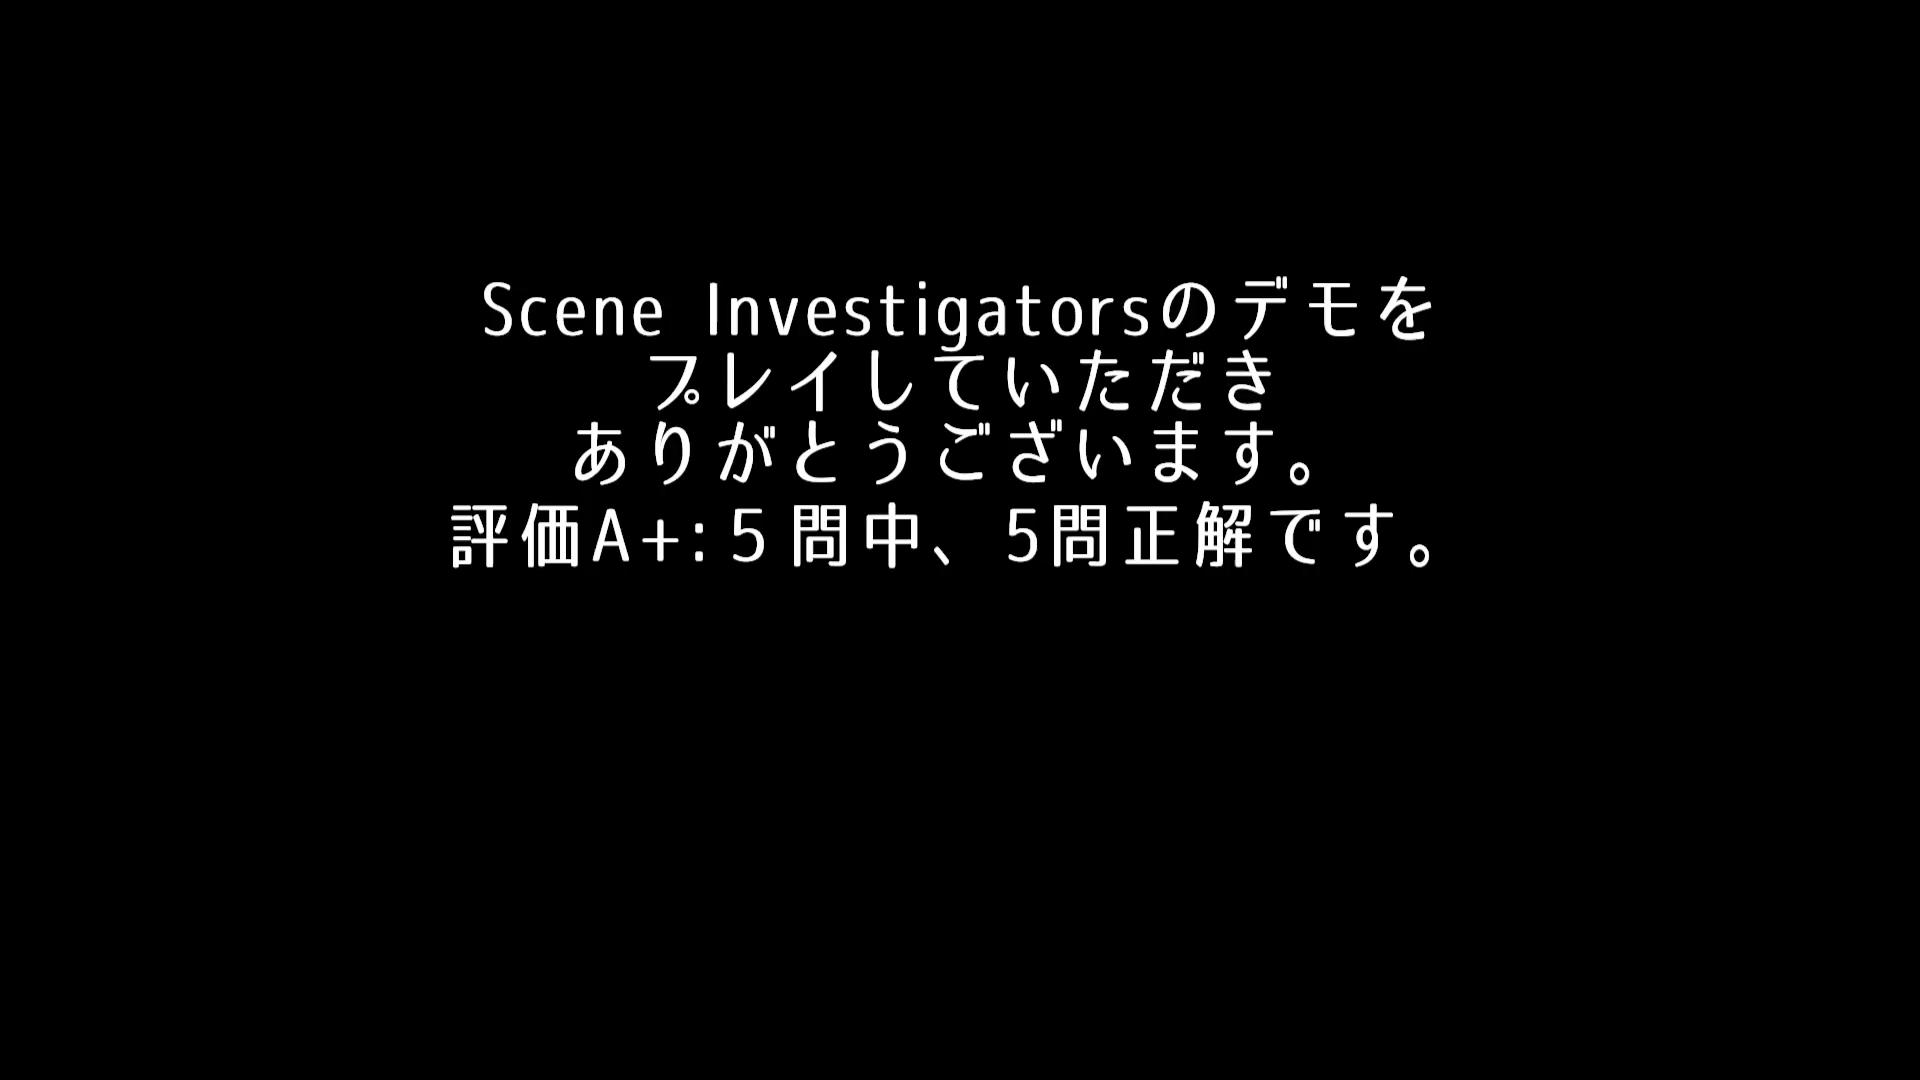 Scene Investigatorsのデモを
プレイしていただき
ありがとうございます。
評価A+:５問中、5問正解です。